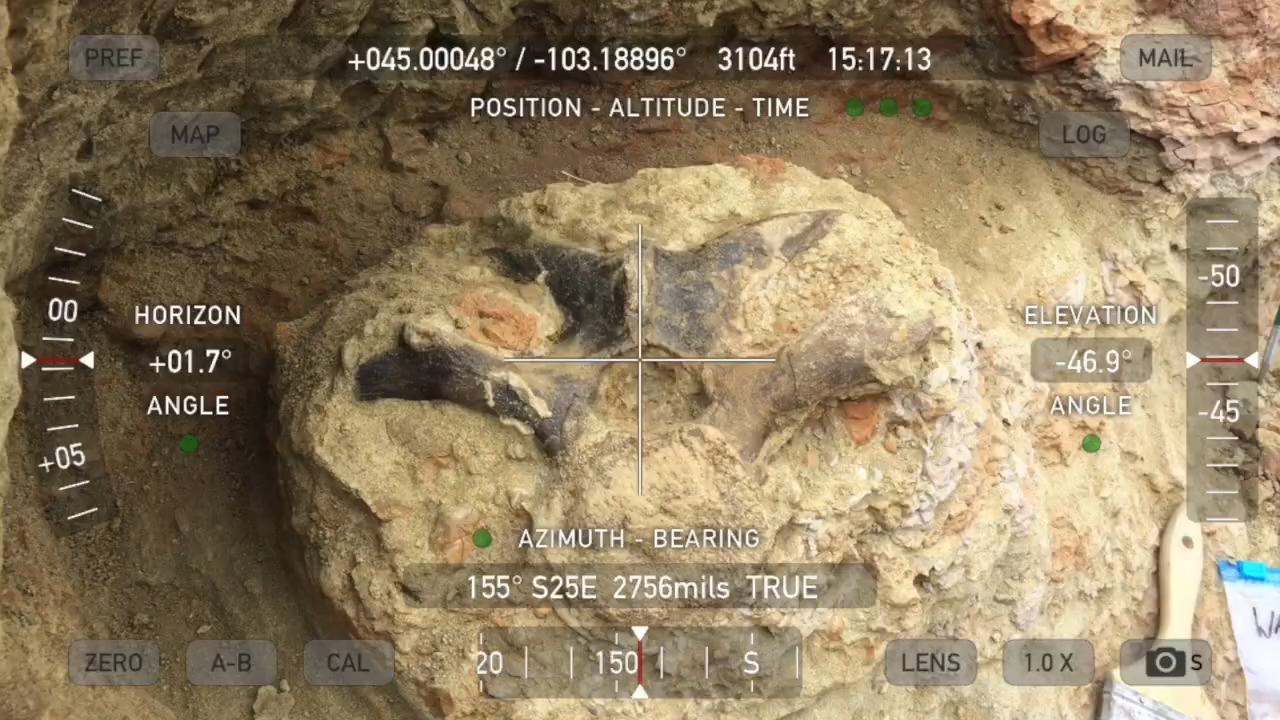 PREF
+045.00048° / -103.18896° 3104ft 15:17:13
MAIL
POSITION - ALTITUDE - TIME
MAP
LOG
-50
00
HORIZON
ELEVATION
+01.7°
-46.9°
ANGLE
ANGLE
-45
+05
AZIMUTH - BEARING
155° S25E 2756mils TRUE
ZERO
A-B
CAL
20 150 S
LENS
1.0 X
S